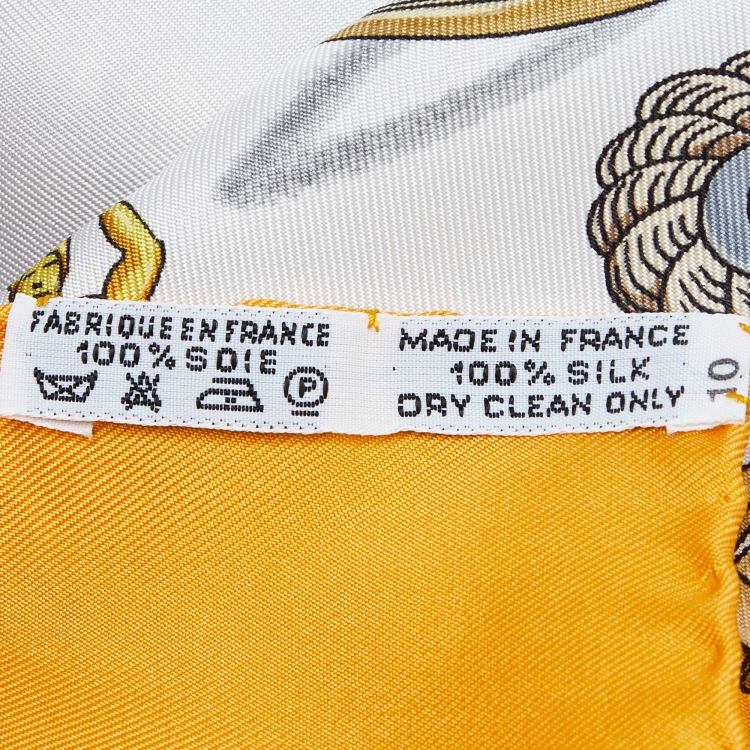 FABRIQUE EN FRANCE
100% SOIE
P
MADE IN FRANCE
100% SILK
DRY CLEAN ONLY
10